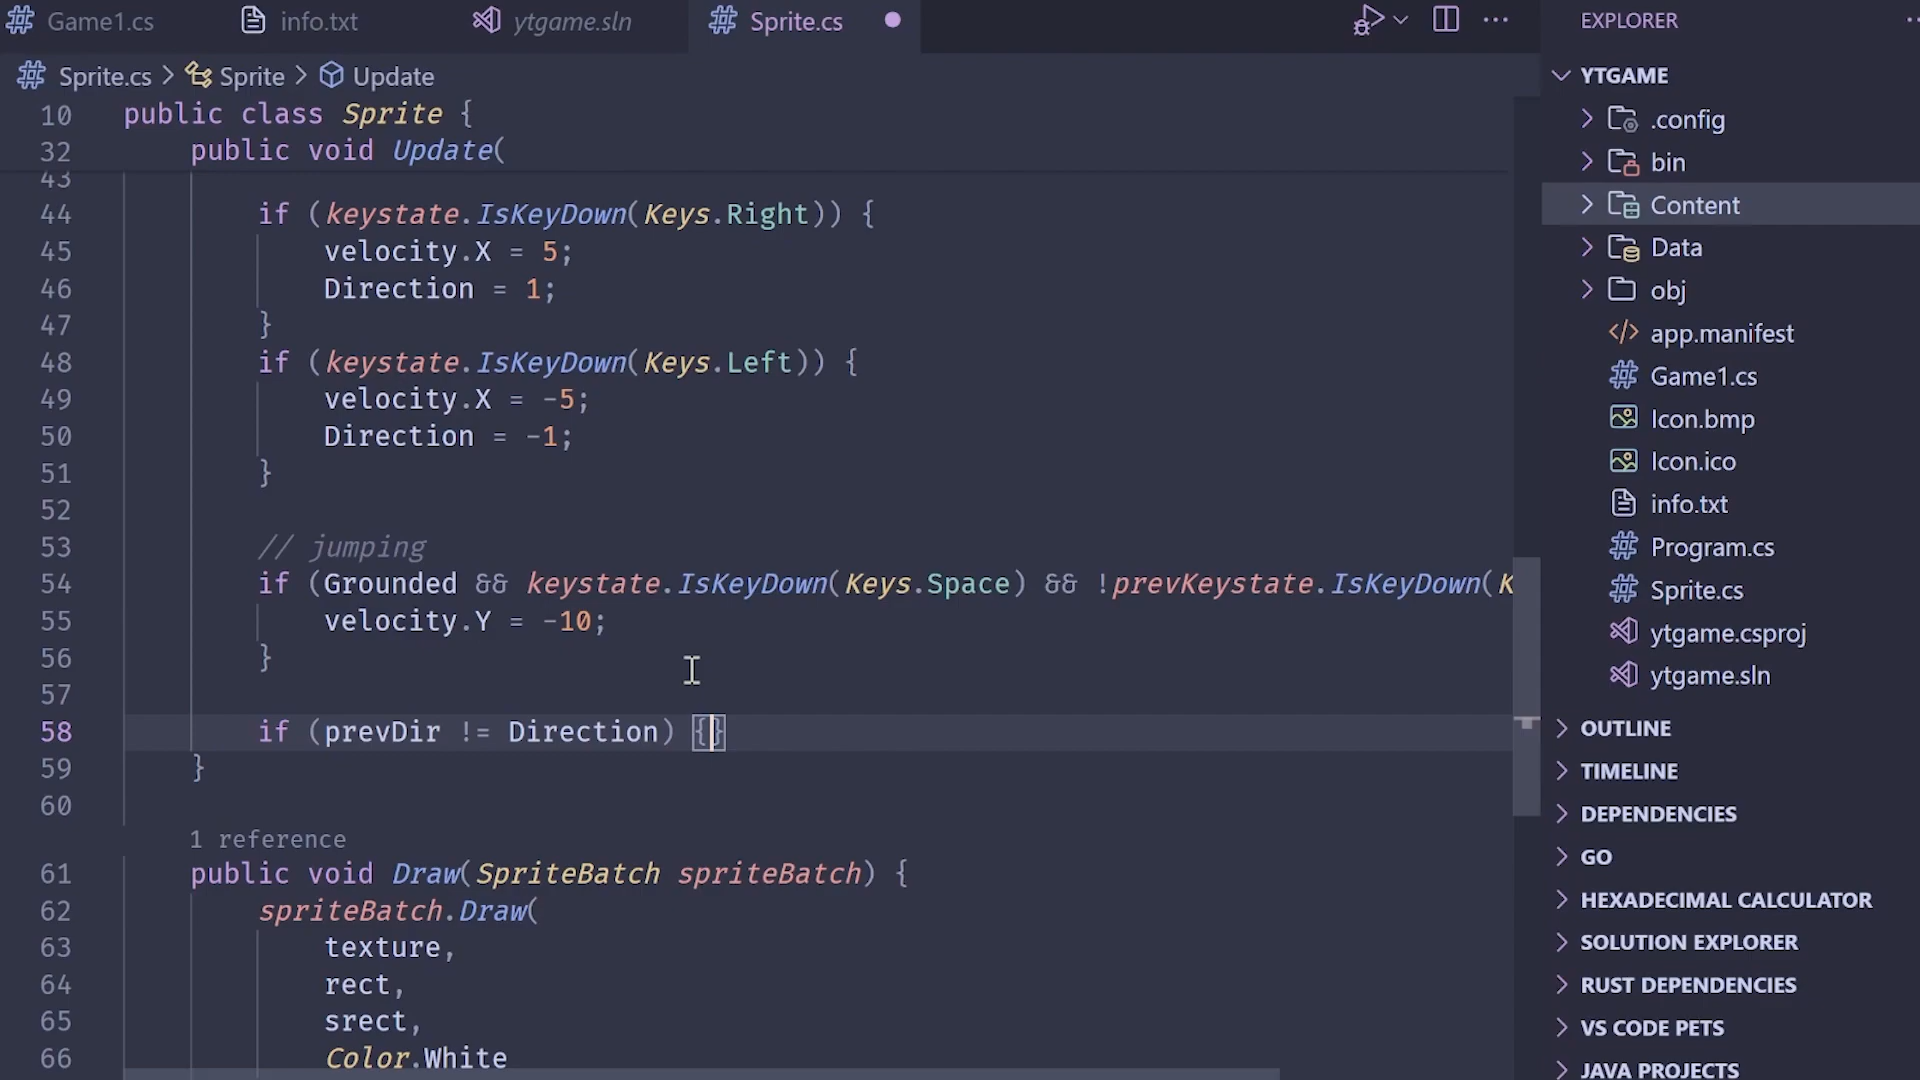 Game1.cs info.txt ytgame.sln Sprite.cs
EXPLORER
Sprite.cs > Sprite > Update
10 public class Sprite {
32 public void Update(
43
44 if (keystate.IsKeyDown(Keys.Right)) {
45 velocity.X = 5;
46 Direction = 1;
47 }
48 if (keystate.IsKeyDown(Keys.Left)) {
49 velocity.X = -5;
50 Direction = -1;
51 }
52
53 // jumping
54 if (Grounded && keystate.IsKeyDown(Keys.Space) && !prevKeystate.IsKeyDown(K
55 velocity.Y = -10;
56 }
57
58 if (prevDir != Direction) {}
59 }
60
1 reference
61 public void Draw(SpriteBatch spriteBatch) {
62 spriteBatch.Draw(
63 texture,
64 rect,
65 srect,
66 Color.White
YTGAME
.config
bin
Content
Data
obj
app.manifest
Game1.cs
Icon.bmp
Icon.ico
info.txt
Program.cs
Sprite.cs
ytgame.csproj
ytgame.sln
OUTLINE
TIMELINE
DEPENDENCIES
GO
HEXADECIMAL CALCULATOR
SOLUTION EXPLORER
RUST DEPENDENCIES
VS CODE PETS
JAVA PROJECTS